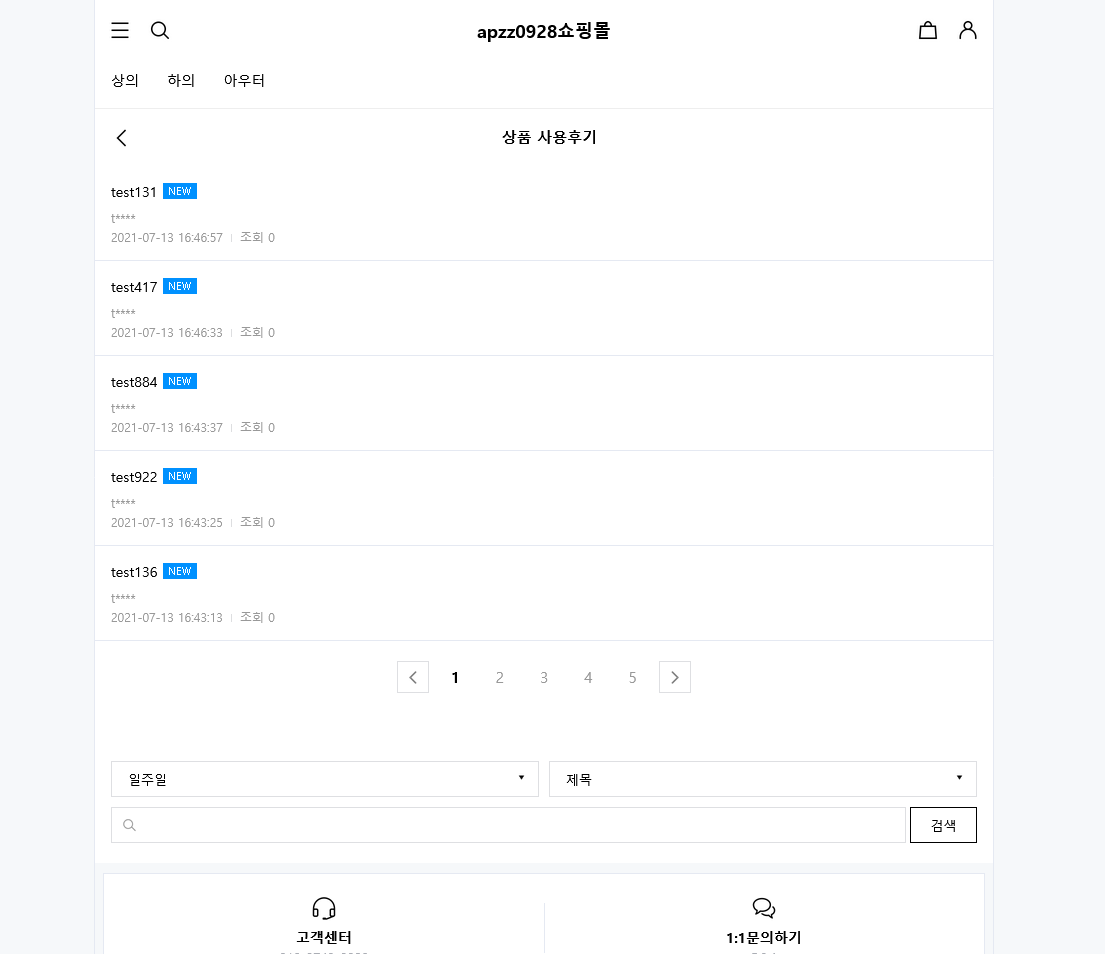 apzz0928쇼핑몰
상의 하의 아우터
상품 사용후기
test131 NEW
t****
2021-07-13 16:46:57 조회 0
test417 NEW
t****
2021-07-13 16:46:33 조회 0
test884 NEW
t****
2021-07-13 16:43:37 조회 0
test922 NEW
t****
2021-07-13 16:43:25 조회 0
test136 NEW
t****
2021-07-13 16:43:13 조회 0
1 2 3 4 5
일주일 제목
검색
고객센터 1:1문의하기